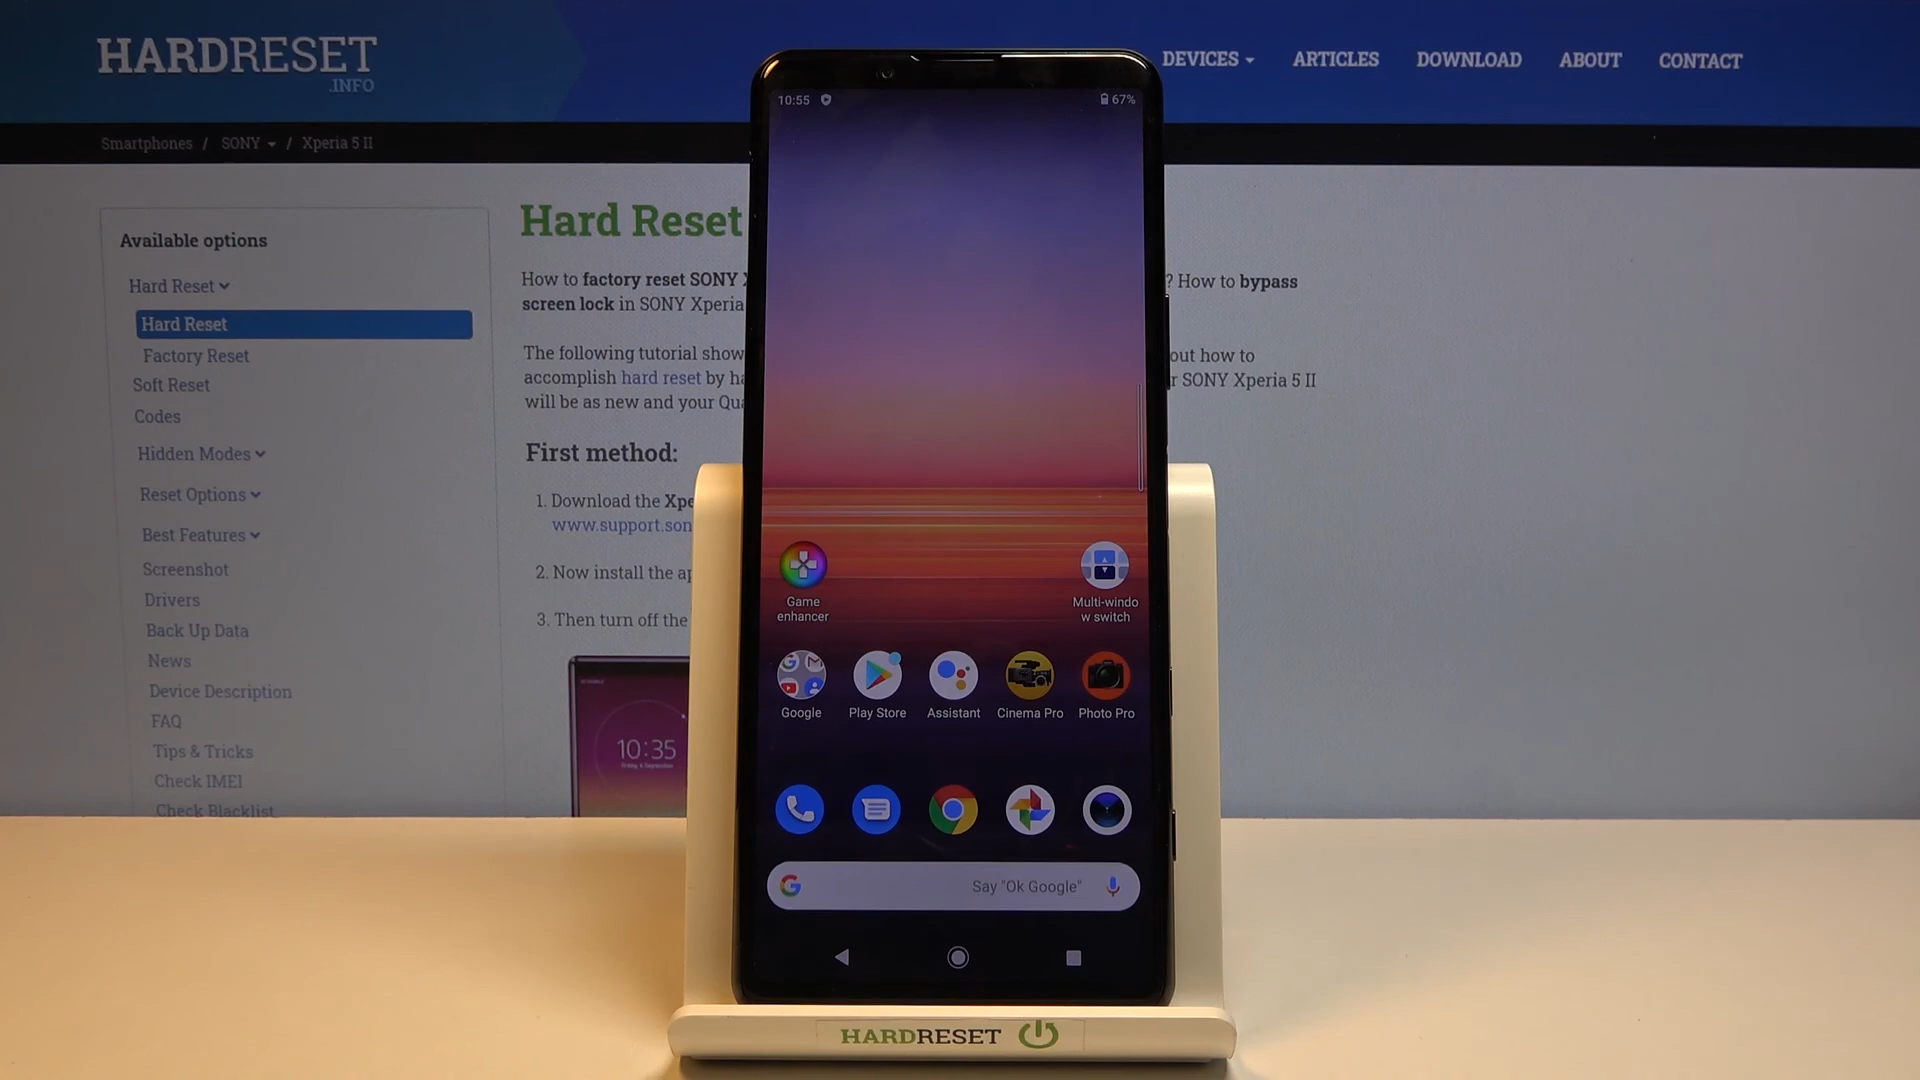 HARDRESET
.INFO
DEVICES
ARTICLES
DOWNLOAD
ABOUT
CONTACT
Smartphones / SONY / Xperia 5 II
Available options
Hard Reset
Hard Reset
Factory Reset
Soft Reset
Codes
Hidden Modes
Reset Options
Best Features
Screenshot
Drivers
Back Up Data
News
Device Description
FAQ
Tips & Tricks
Check IMEI
Check Blacklist
Hard Reset
How to factory reset SONY
? How to bypass
screen lock in SONY Xperia
The following tutorial show
out how to
accomplish hard reset by ha
r SONY Xperia 5 II
will be as new and your Qua
First method:
1. Download the Xpe
www.support.son
2. Now install the ap
3. Then turn off the
10:35
10:55
67%
Game
enhancer
Multi-windo
w switch
Google
Play Store
Assistant
Cinema Pro
Photo Pro
Say "Ok Google"
HARDRESET